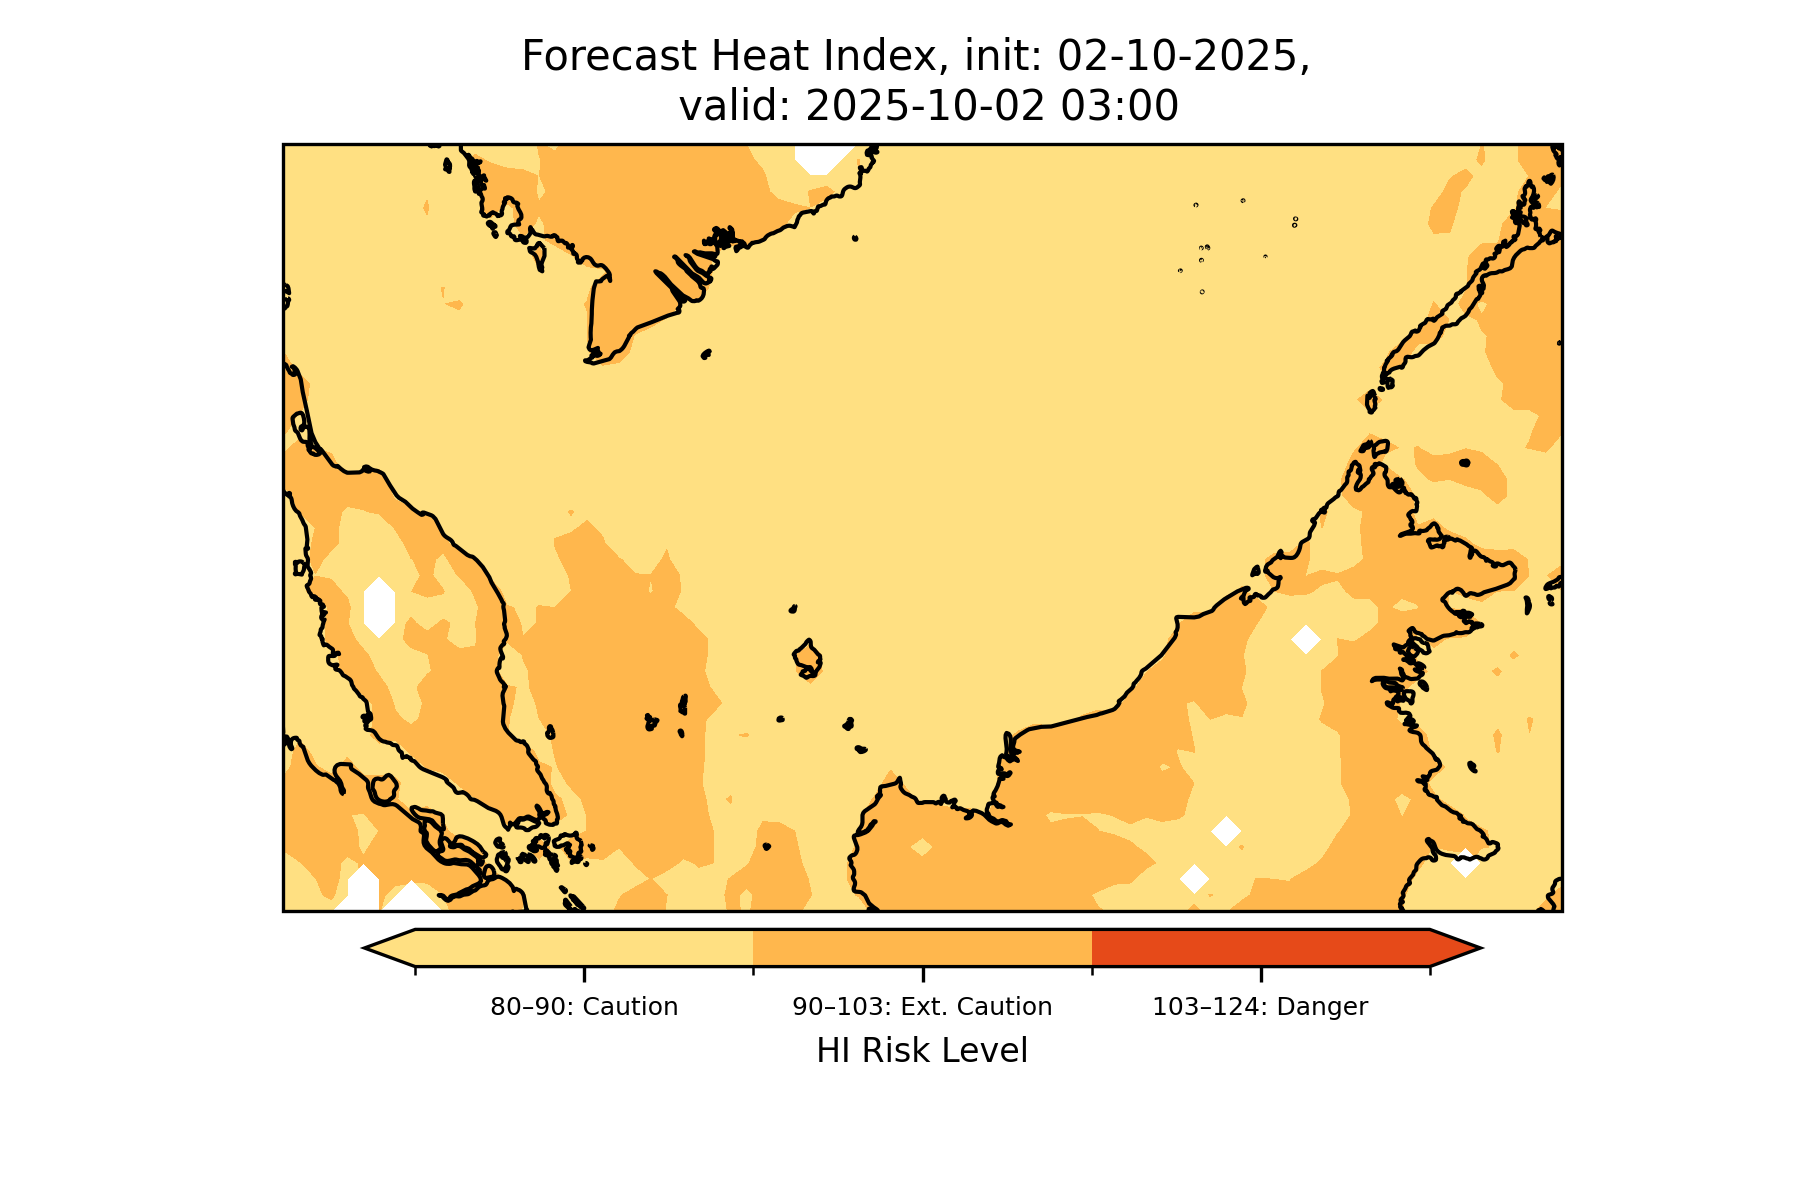 Forecast Heat Index, init: 02-10-2025,
valid: 2025-10-02 03:00
80–90: Caution
90–103: Ext. Caution
103–124: Danger
HI Risk Level